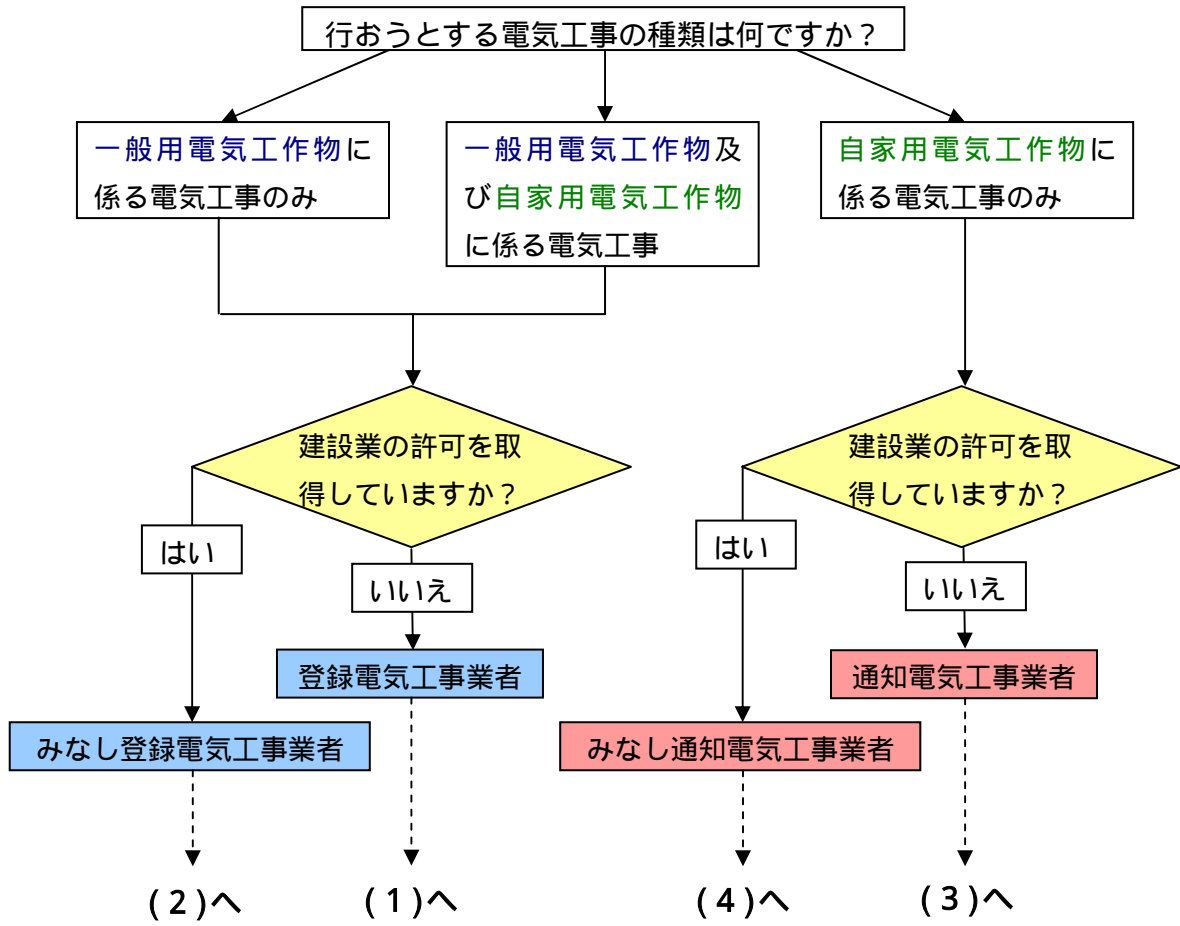 行おうとする電気工事の種類は何ですか？
一般用電気工作物に
係る電気工事のみ
一般用電気工作物及
び自家用電気工作物
に係る電気工事
自家用電気工作物に
係る電気工事のみ
建設業の許可を取
得していますか？
建設業の許可を取
得していますか？
はい
いいえ
はい
いいえ
登録電気工事業者
通知電気工事業者
みなし登録電気工事業者
みなし通知電気工事業者
(２)へ
(１)へ
(４)へ
(３)へ